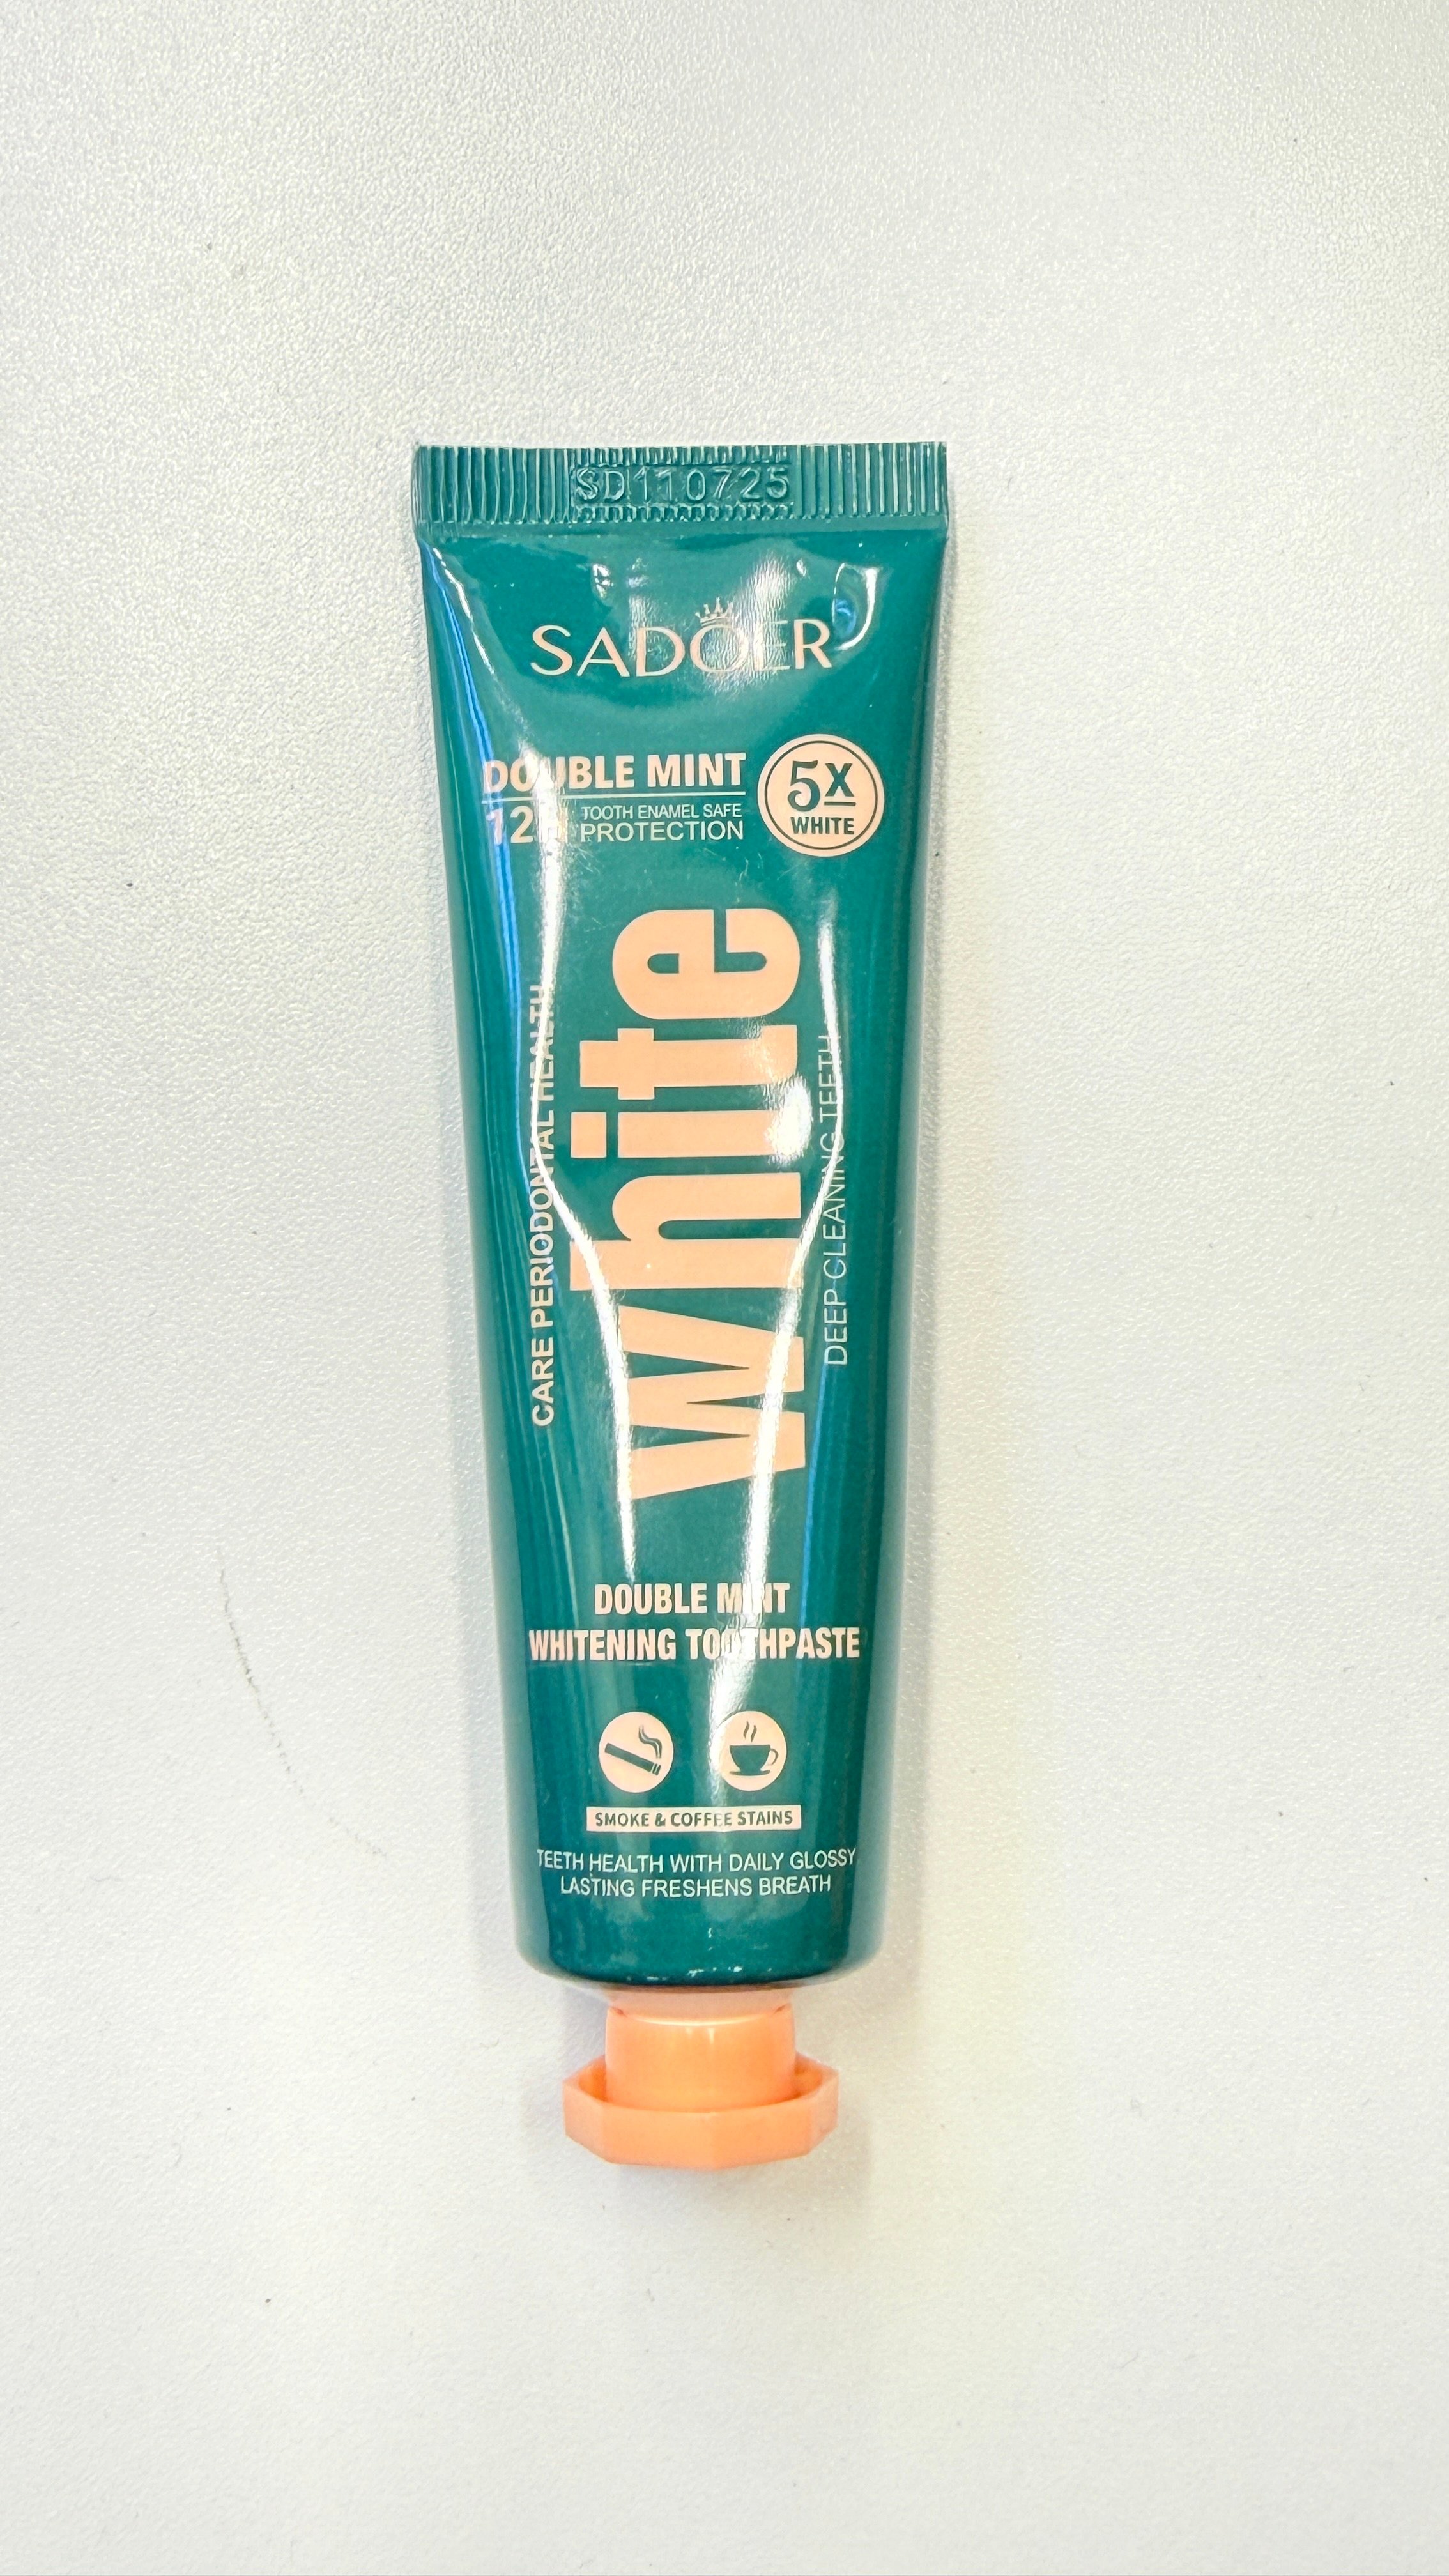 SD110725
SADOER
DOUBLE MINT
12H TOOTH ENAMEL SAFE
PROTECTION
5X
WHITE
CARE PERIODONTAL HEALTH
white
DEEP CLEANING TEETH
DOUBLE MINT
WHITENING TOOTHPASTE
SMOKE & COFFEE STAINS
TEETH HEALTH WITH DAILY GLOSSY
LASTING FRESHENS BREATH